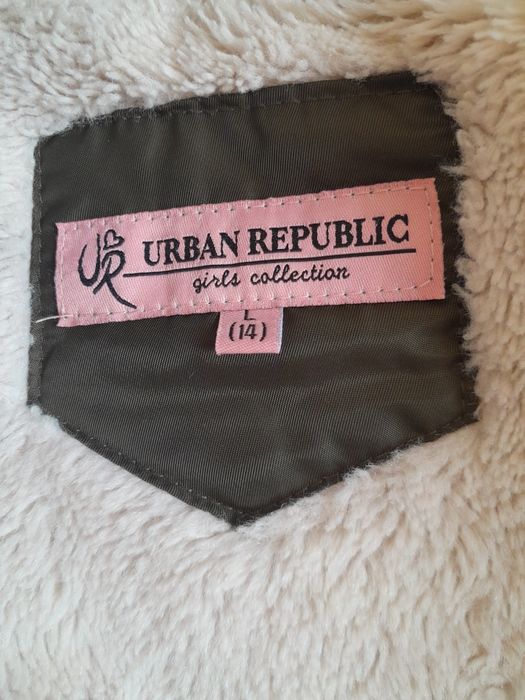 UR URBAN REPUBLIC
girls collection
L
(14)